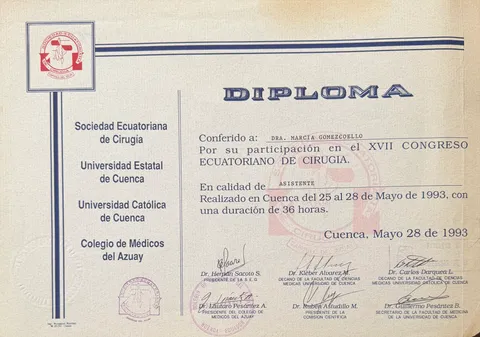 DIPLOMA
Sociedad Ecuatoriana
de Cirugía
Universidad Estatal
de Cuenca
Universidad Católica
de Cuenca
Colegio de Médicos
del Azuay
Conferido a: DRA. MARCIA GOMEZCOELLO
Por su participación en el XVII CONGRESO
ECUATORIANO DE CIRUGIA.
En calidad de ASISTENTE
Realizado en Cuenca del 25 al 28 de Mayo de 1993, con
una duración de 36 horas.
Cuenca, Mayo 28 de 1993
Dr. Hernán Sacoto S.
PRESIDENTE DE LA S.E.C.
Dr. Kleber Alvarez M.
DECANO DE LA FACULTAD DE CIENCIAS
MEDICAS UNIVERSIDAD DE CUENCA
Dr. Carlos Darquea L.
DECANO DE LA FACULTAD DE CIENCIAS
MEDICAS UNIVERSIDAD CATOLICA DE CUENCA
Dr. Lautaro Pesántez A.
PRESIDENTE DEL COLEGIO DE
MEDICOS DEL AZUAY
Dr. Rubén Astudillo M.
PRESIDENTE DE LA
COMISION CIENTIFICA
Dr. Guillermo Pesántez B.
SECRETARIO DE LA FACULTAD DE MEDICINA
DE LA UNIVERSIDAD DE CUENCA